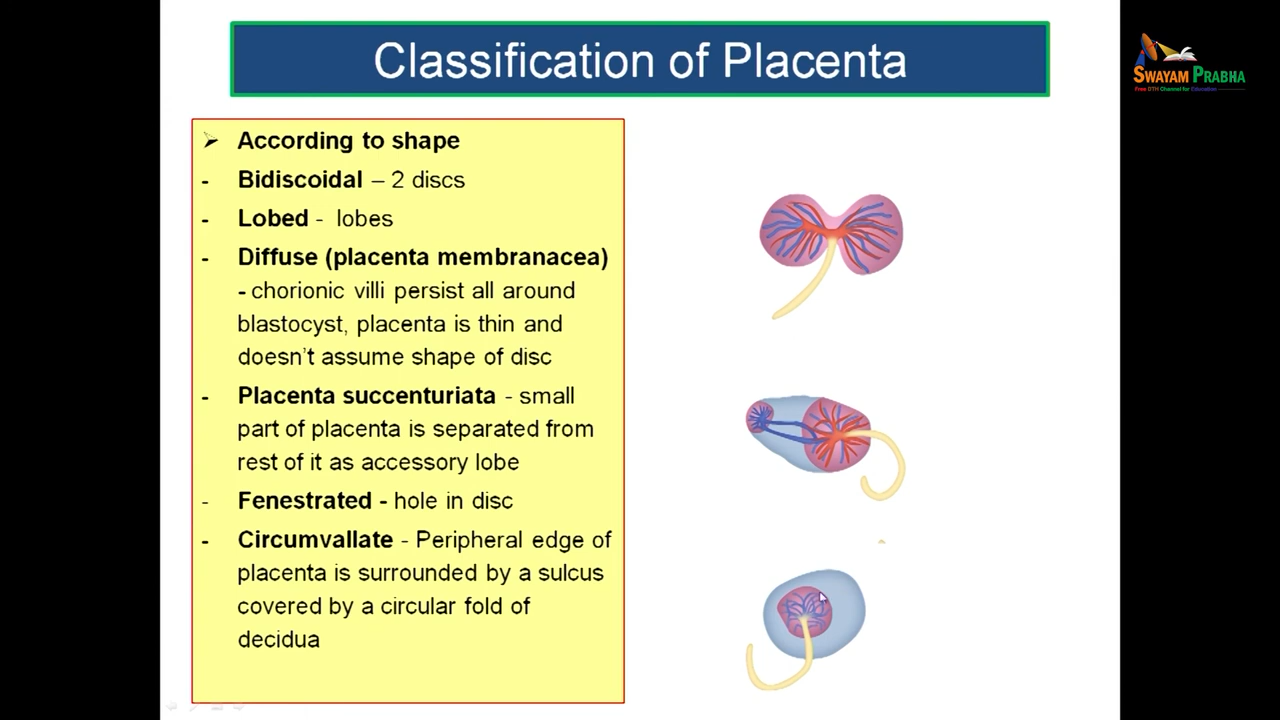 Classification of Placenta
SWAYAM PRABHA
Free DTH Channel for Education
➢ According to shape
- Bidiscoidal – 2 discs
- Lobed - lobes
- Diffuse (placenta membranacea)
- chorionic villi persist all around
blastocyst, placenta is thin and
doesn't assume shape of disc
- Placenta succenturiata - small
part of placenta is separated from
rest of it as accessory lobe
- Fenestrated - hole in disc
- Circumvallate - Peripheral edge of
placenta is surrounded by a sulcus
covered by a circular fold of
decidua